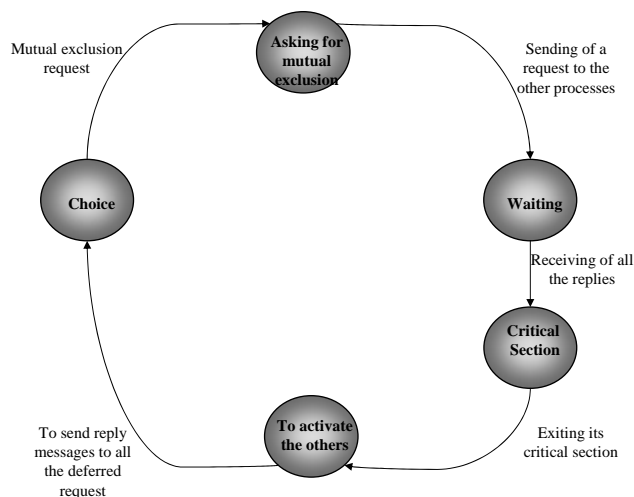 Mutual exclusion
request
Asking for
mutual
exclusion
Sending of a
request to the
other processes
Choice
Waiting
Receiving of all
the replies
Critical
Section
To activate
the others
Exiting its
critical section
To send reply
messages to all
the deferred
request